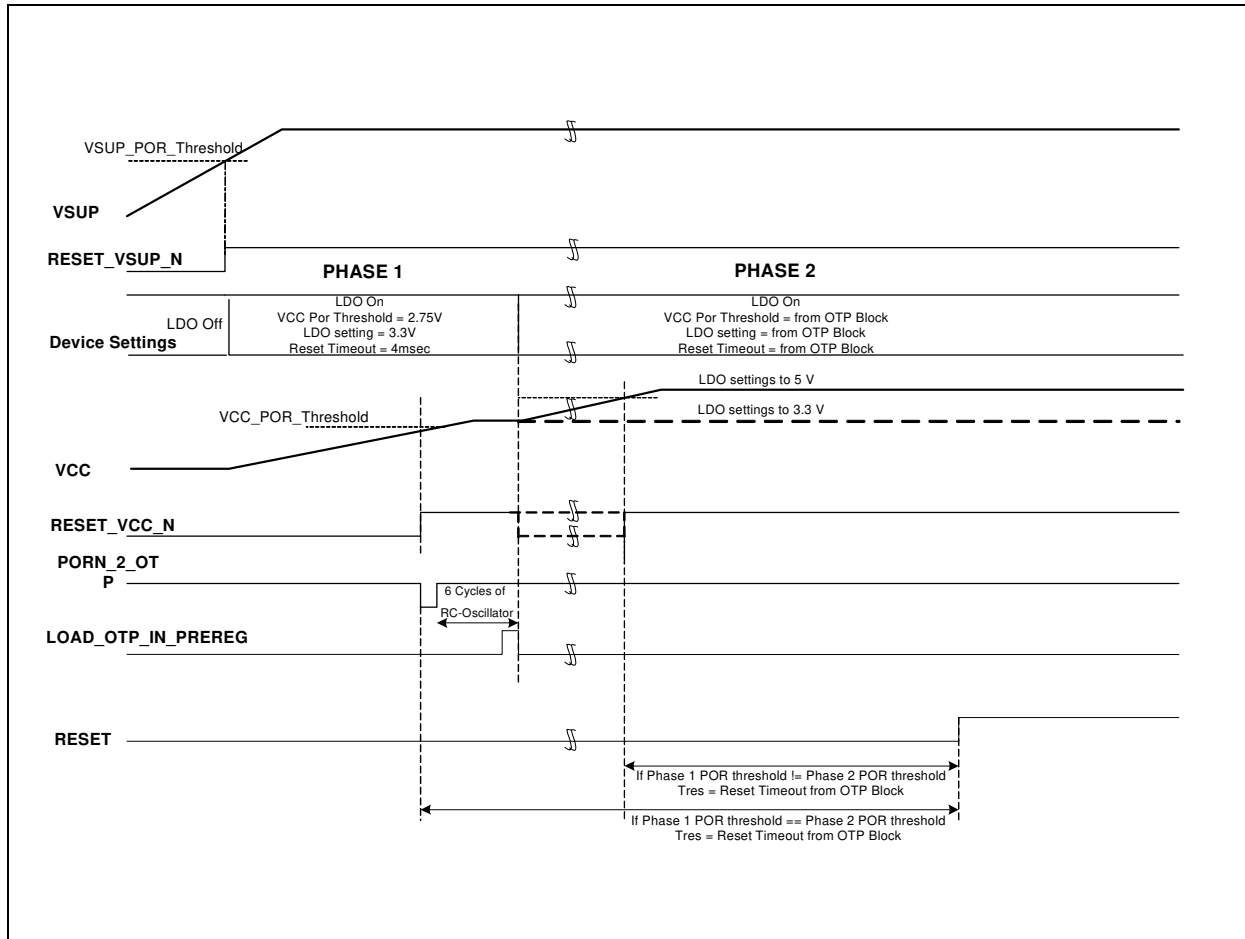 VSUP_POR_Threshold
VSUP
RESET_VSUP_N
PHASE 1
PHASE 2
LDO Off
Device Settings
LDO On
VCC Por Threshold = 2.75V
LDO setting = 3.3V
Reset Timeout = 4msec
LDO On
VCC Por Threshold = from OTP Block
LDO setting = from OTP Block
Reset Timeout = from OTP Block
LDO settings to 5 V
VCC_POR_Threshold
LDO settings to 3.3 V
VCC
RESET_VCC_N
PORN_2_OT
P
6 Cycles of
RC-Oscillator
LOAD_OTP_IN_PREREG
RESET
If Phase 1 POR threshold != Phase 2 POR threshold
Tres = Reset Timeout from OTP Block
If Phase 1 POR threshold == Phase 2 POR threshold
Tres = Reset Timeout from OTP Block